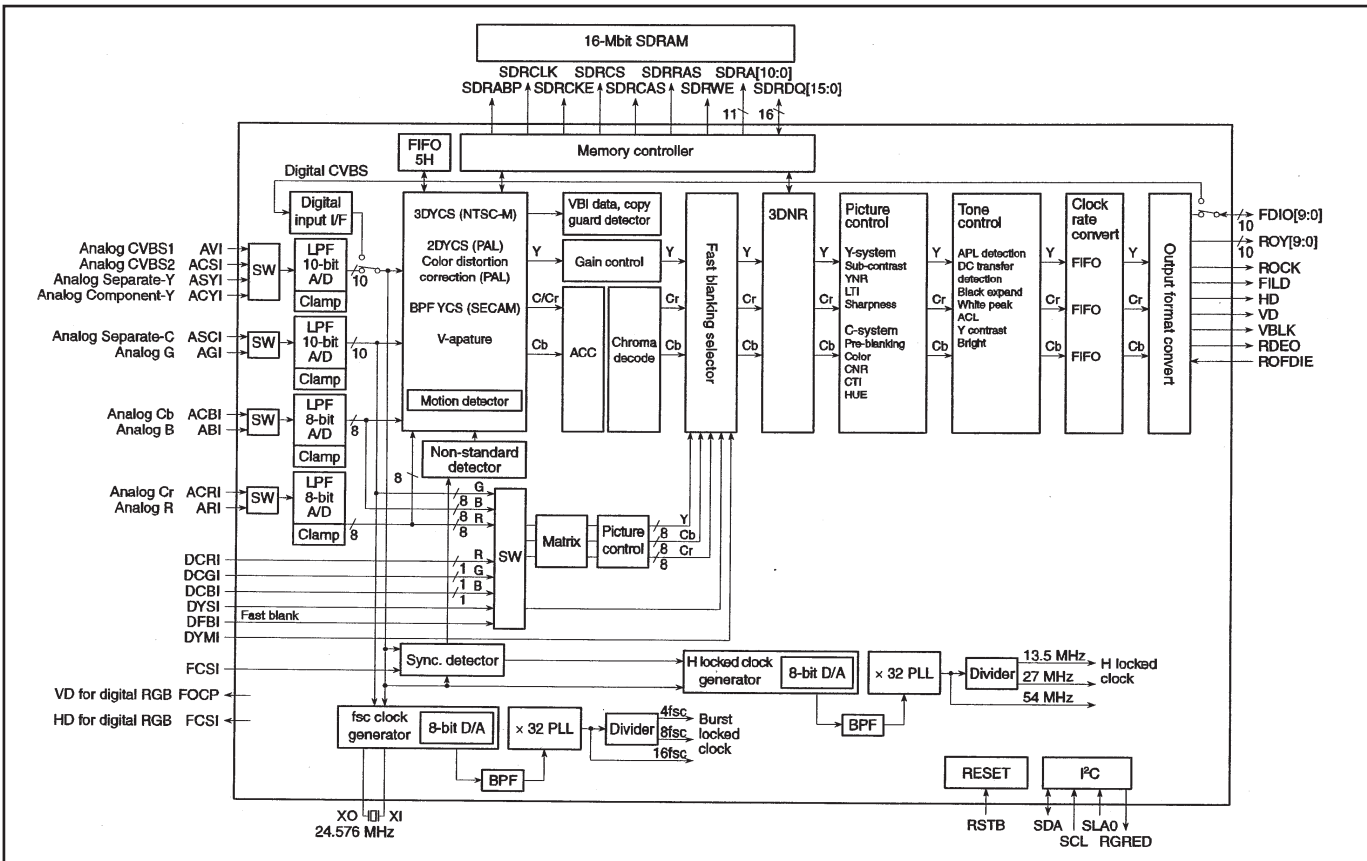 16-Mbit SDRAM
SDRCLK SDRCS SDRRAS SDRA[10:0]
SDRABP SDRCKE SDRCAS SDRWE SDRDQ[15:0]
11 16
FIFO
5H
Memory controller
Digital CVBS
Digital
input I/F
Analog CVBS1 AVI
Analog CVBS2 ACSI
Analog Separate-Y ASYI
Analog Component-Y ACYI
SW
LPF
10-bit
A/D
Clamp
10
Analog Separate-C ASCI
Analog G AGI
SW
LPF
10-bit
A/D
Clamp
10
Analog Cb ACBI
Analog B ABI
SW
LPF
8-bit
A/D
Clamp
8
Analog Cr ACRI
Analog R ARI
SW
LPF
8-bit
A/D
Clamp
8
3DYCS (NTSC-M)
2DYCS (PAL)
Color distortion
correction (PAL)
BPF YCS (SECAM)
V-apature
Motion detector
Non-standard
detector
8
VBI data, copy
guard detector
Y
Gain control
Y
C/Cr
Cb
ACC
Chroma
decode
Cr
Cb
Fast blanking selector
Y
Cr
Cb
3DNR
Y
Cr
Cb
Picture
control
Y-system
Sub-contrast
YNR
LTI
Sharpness
C-system
Pre-blanking
Color
CNR
CTI
HUE
Y
Cr
Cb
Tone
control
APL detection
DC transfer
detection
Black expand
White peak
ACL
Y contrast
Bright
Y
Cr
Cb
Clock
rate
convert
FIFO
FIFO
FIFO
Y
Cr
Cb
Output format convert
10 FDIO[9:0]
10 ROY[9:0]
ROCK
FILD
HD
VD
VBLK
RDEO
ROFDIE
G
8 B
8 R
8
SW
Matrix
Picture
control
Y
8 Cb
8 Cr
8
DCRI R
DCGI 1 G
DCBI 1 B
DYSI 1
DFBI Fast blank
DYMI
FCSI
Sync. detector
VD for digital RGB FOCP
HD for digital RGB FCSI
fsc clock
generator
8-bit D/A
BPF
× 32 PLL
Divider
4fsc
8fsc
16fsc
Burst
locked
clock
H locked clock
generator
8-bit D/A
BPF
× 32 PLL
Divider
13.5 MHz
27 MHz
54 MHz
H locked
clock
XO XI
24.576 MHz
RESET
RSTB
I²C
SDA SLA0
SCL RGRED